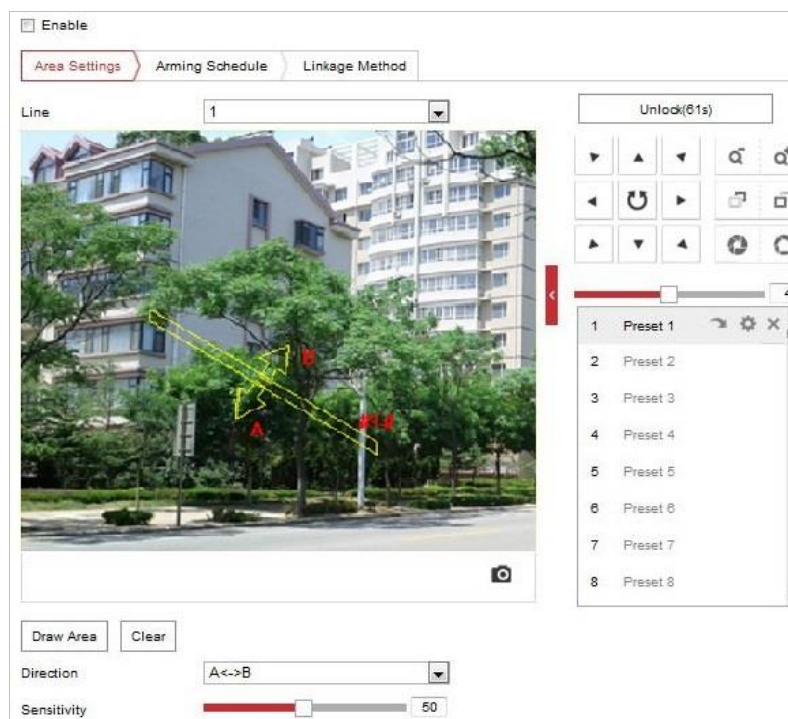 Enable
Area Settings
Arming Schedule
Linkage Method
Line
1
Unlock(61s)
B
A
#1#
4
1 Preset 1
2 Preset 2
3 Preset 3
4 Preset 4
5 Preset 5
6 Preset 6
7 Preset 7
8 Preset 8
Draw Area
Clear
Direction
A<->B
Sensitivity
50